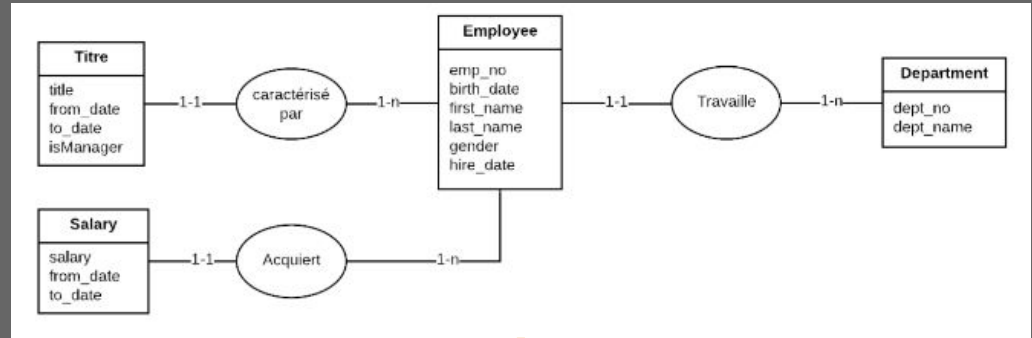 Titre
title
from_date
to_date
isManager
1-1
caractérisé
par
1-n
Employee
emp_no
birth_date
first_name
last_name
gender
hire_date
1-1
Travaille
1-n
Department
dept_no
dept_name
Salary
salary
from_date
to_date
1-1
Acquiert
1-n